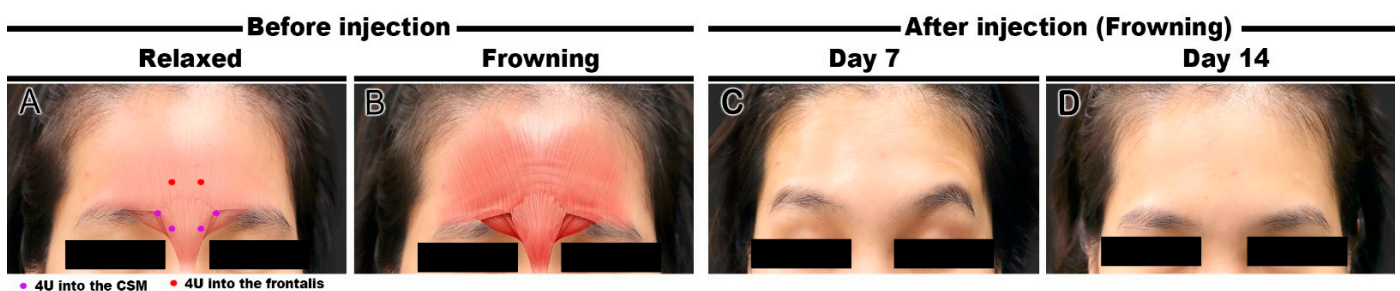 Before injection
After injection (Frowning)
Relaxed
Frowning
Day 7
Day 14
A
B
C
D
4U into the CSM
4U into the frontalis